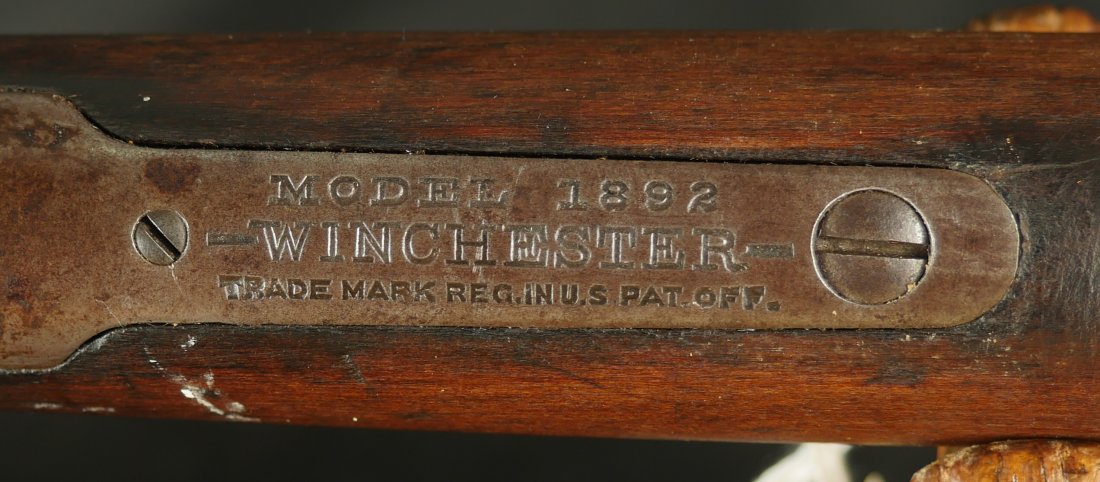 MODEL 1892
-WINCHESTER-
TRADE MARK REG. IN U.S PAT. OFF.